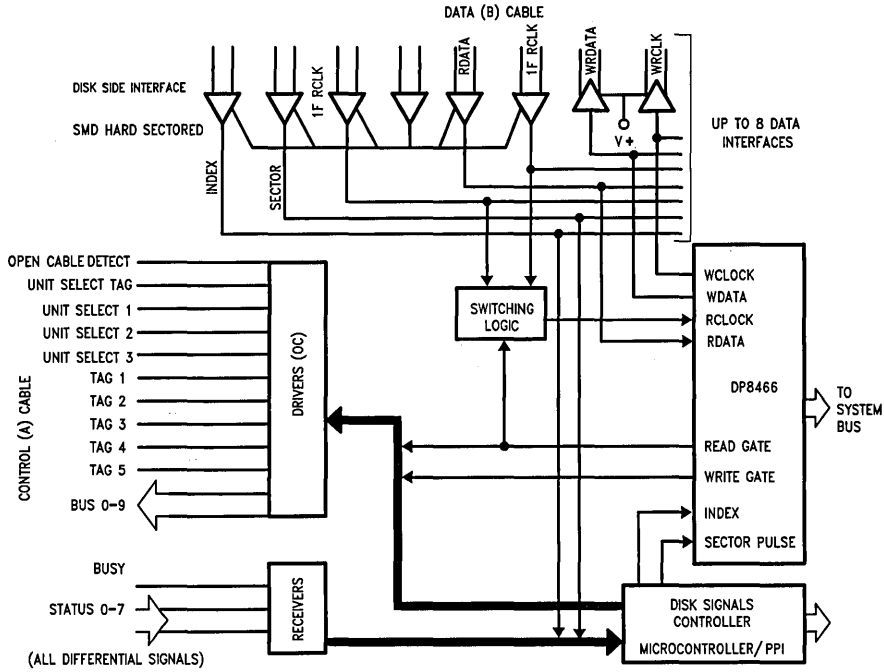 DATA (B) CABLE
DISK SIDE INTERFACE
SMD HARD SECTORED
1F RCLK
RDATA
1F RCLK
WRDATA
WRCLK
V+
UP TO 8 DATA
INTERFACES
INDEX
SECTOR
OPEN CABLE DETECT
UNIT SELECT TAG
UNIT SELECT 1
UNIT SELECT 2
UNIT SELECT 3
TAG 1
TAG 2
TAG 3
TAG 4
TAG 5
BUS 0-9
CONTROL (A) CABLE
DRIVERS (OC)
SWITCHING
LOGIC
WCLOCK
WDATA
RCLOCK
RDATA
DP8466
READ GATE
WRITE GATE
INDEX
SECTOR PULSE
TO
SYSTEM
BUS
BUSY
STATUS 0-7
(ALL DIFFERENTIAL SIGNALS)
RECEIVERS
DISK SIGNALS
CONTROLLER
MICROCONTROLLER/PPI